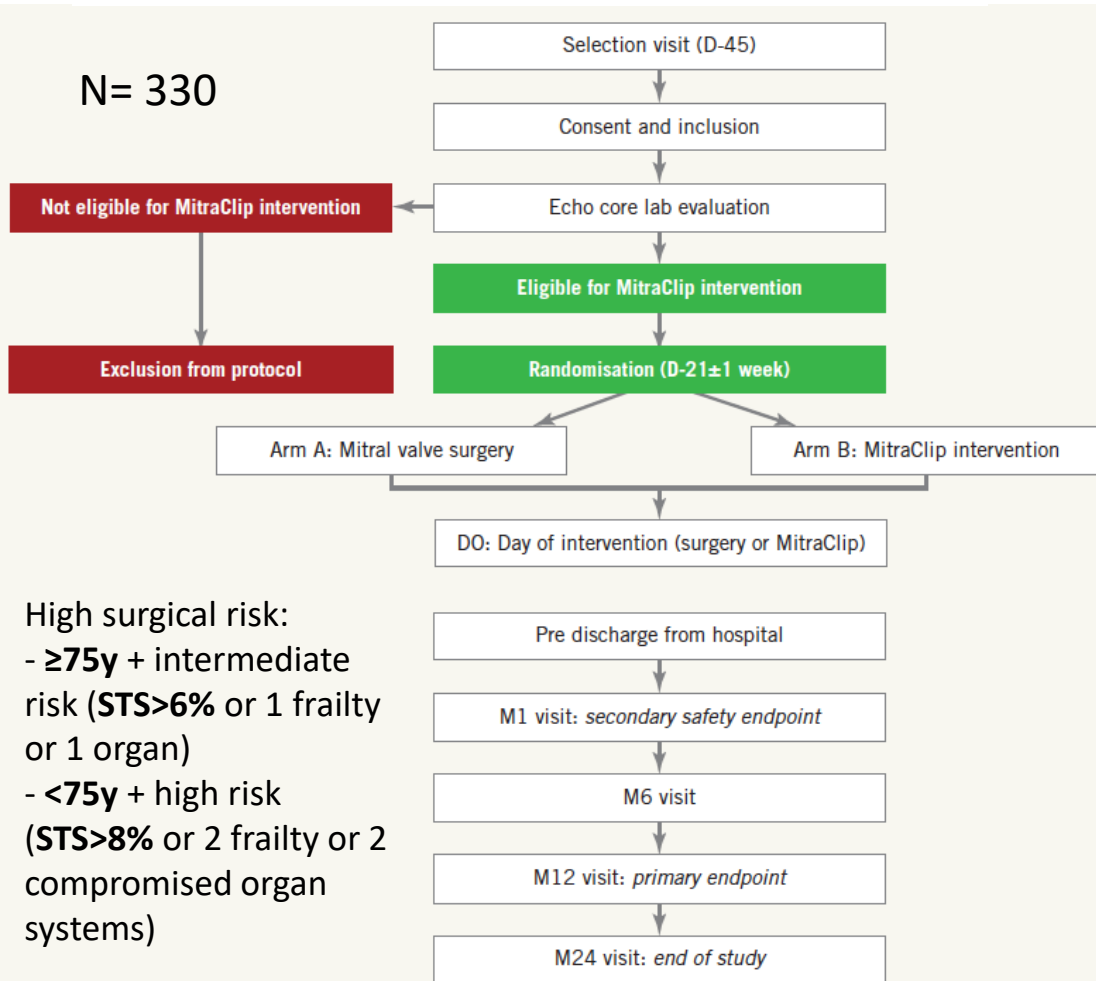 Selection visit (D-45)
N= 330
Consent and inclusion
Not eligible for MitraClip intervention
Echo core lab evaluation
Eligible for MitraClip intervention
Exclusion from protocol
Randomisation (D-21±1 week)
Arm A: Mitral valve surgery
Arm B: MitraClip intervention
DO: Day of intervention (surgery or MitraClip)
High surgical risk:
- ≥75y + intermediate
risk (STS>6% or 1 frailty
or 1 organ)
- <75y + high risk
(STS>8% or 2 frailty or 2
compromised organ
systems)
Pre discharge from hospital
M1 visit: secondary safety endpoint
M6 visit
M12 visit: primary endpoint
M24 visit: end of study